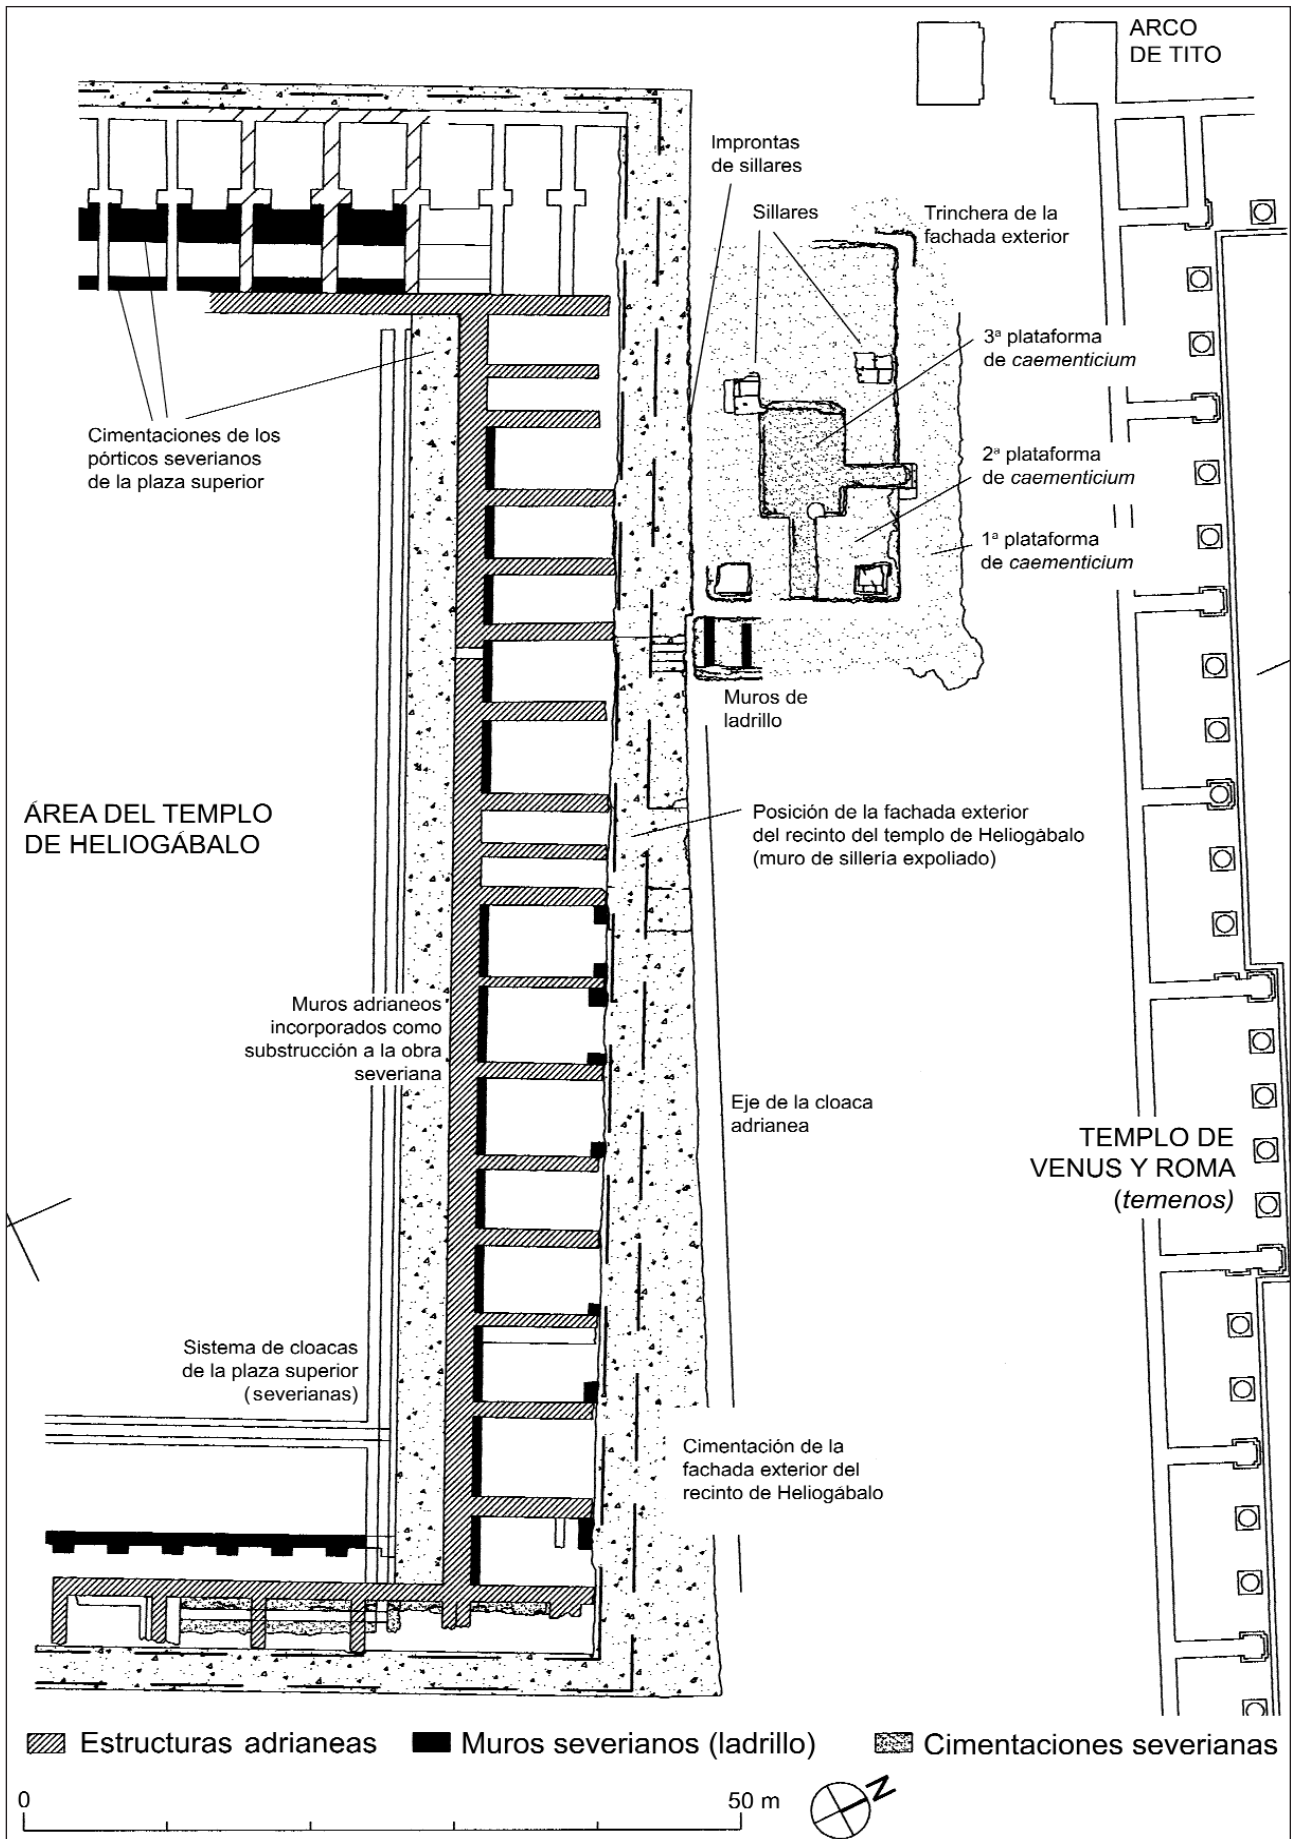 ARCO
DE TITO
Improntas
de sillares
Sillares
Trinchera de la
fachada exterior
3ª plataforma
de caementicium
Cimentaciones de los
pórticos severianos
de la plaza superior
2ª plataforma
de caementicium
1ª plataforma
de caementicium
Muros de
ladrillo
ÁREA DEL TEMPLO
DE HELIOGÁBALO
Posición de la fachada exterior
del recinto del templo de Heliogábalo
(muro de sillería expoliado)
Muros adrianeos
incorporados como
substrucción a la obra
severiana
Eje de la cloaca
adrianea
TEMPLO DE
VENUS Y ROMA
(temenos)
Sistema de cloacas
de la plaza superior
(severianas)
Cimentación de la
fachada exterior del
recinto de Heliogábalo
Estructuras adrianeas
Muros severianos (ladrillo)
Cimentaciones severianas
0
50 m
N